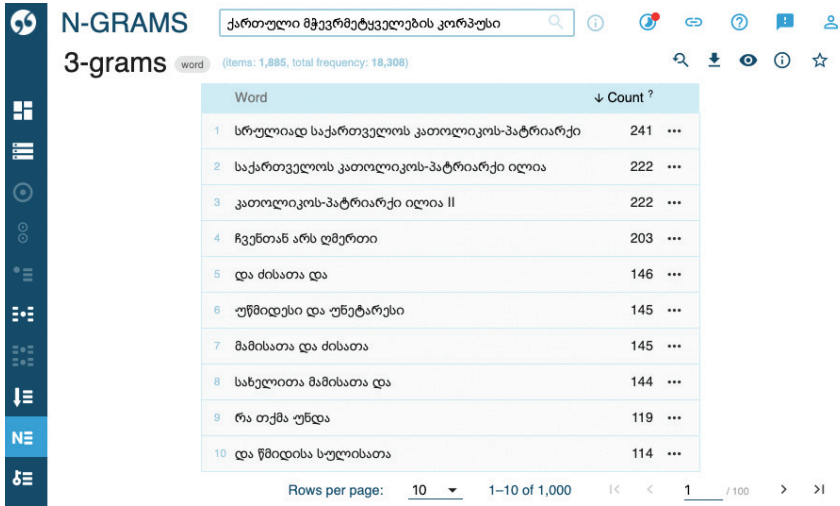 N-GRAMS ქართული მჭევრმეტყველების კორპუსი
3-grams word (items: 1,885, total frequency: 18,308)
Word ↓ Count ?
1 სრულიად საქართველოს კათოლიკოს-პატრიარქი 241 •••
2 საქართველოს კათოლიკოს-პატრიარქი ილია 222 •••
3 კათოლიკოს-პატრიარქი ილია II 222 •••
4 ჩვენთან არს ღმერთი 203 •••
5 და ძისათა და 146 •••
6 უწმიდესი და უნეტარესი 145 •••
7 მამისათა და ძისათა 145 •••
8 სახელითა მამისათა და 144 •••
9 რა თქმა უნდა 119 •••
10 და წმიდისა სულისათა 114 •••
Rows per page: 10 1–10 of 1,000 1 / 100